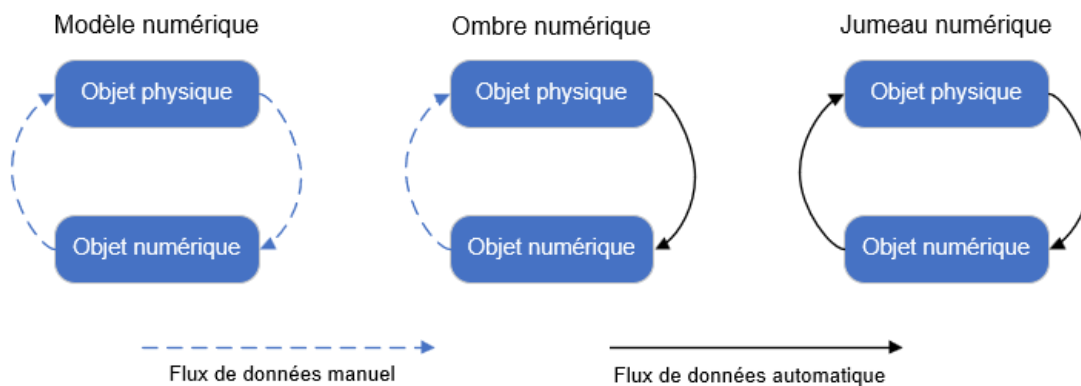 Modèle numérique
Ombre numérique
Jumeau numérique
Objet physique
Objet physique
Objet physique
Objet numérique
Objet numérique
Objet numérique
Flux de données manuel
Flux de données automatique